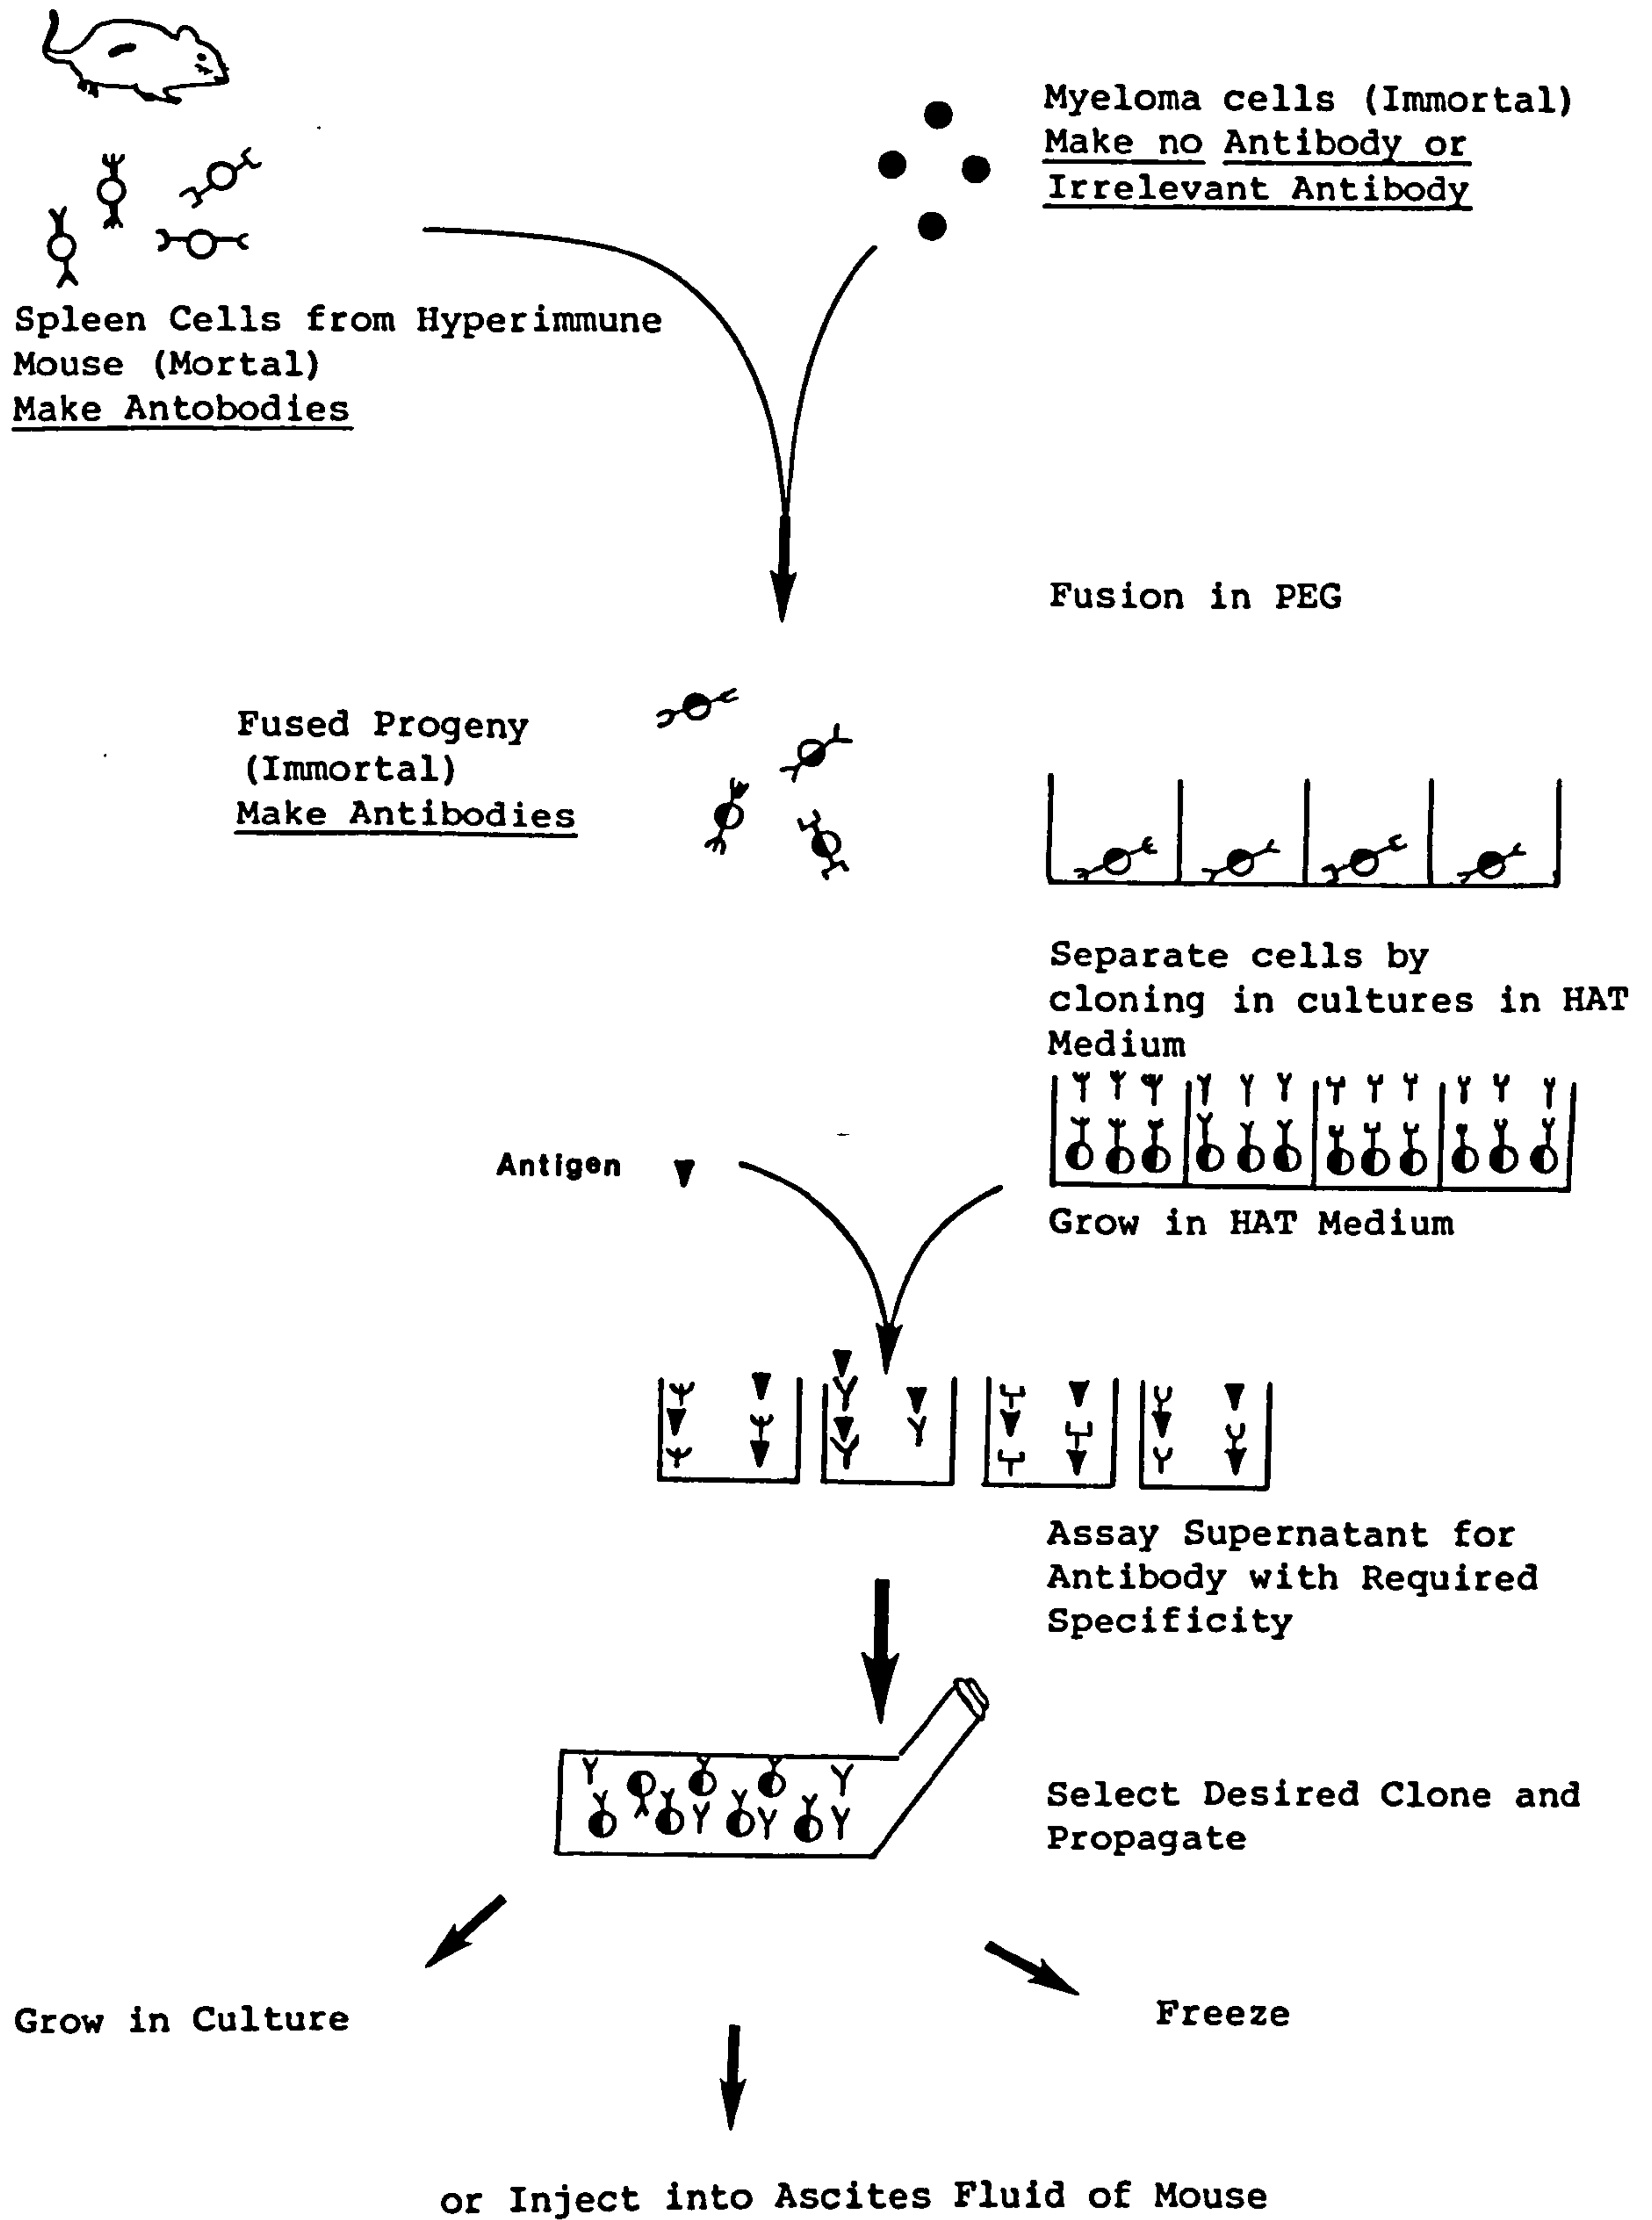 Myeloma cells (Immortal)
Make no Antibody or
Irrelevant Antibody
Spleen Cells from Hyperimmune
Mouse (Mortal)
Make Antobodies
Fusion in PEG
Fused Progeny
(Immortal)
Make Antibodies
Separate cells by
cloning in cultures in HAT
Medium
Antigen
Grow in HAT Medium
Assay Supernatant for
Antibody with Required
Specificity
Select Desired Clone and
Propagate
Grow in Culture
Freeze
or Inject into Ascites Fluid of Mouse